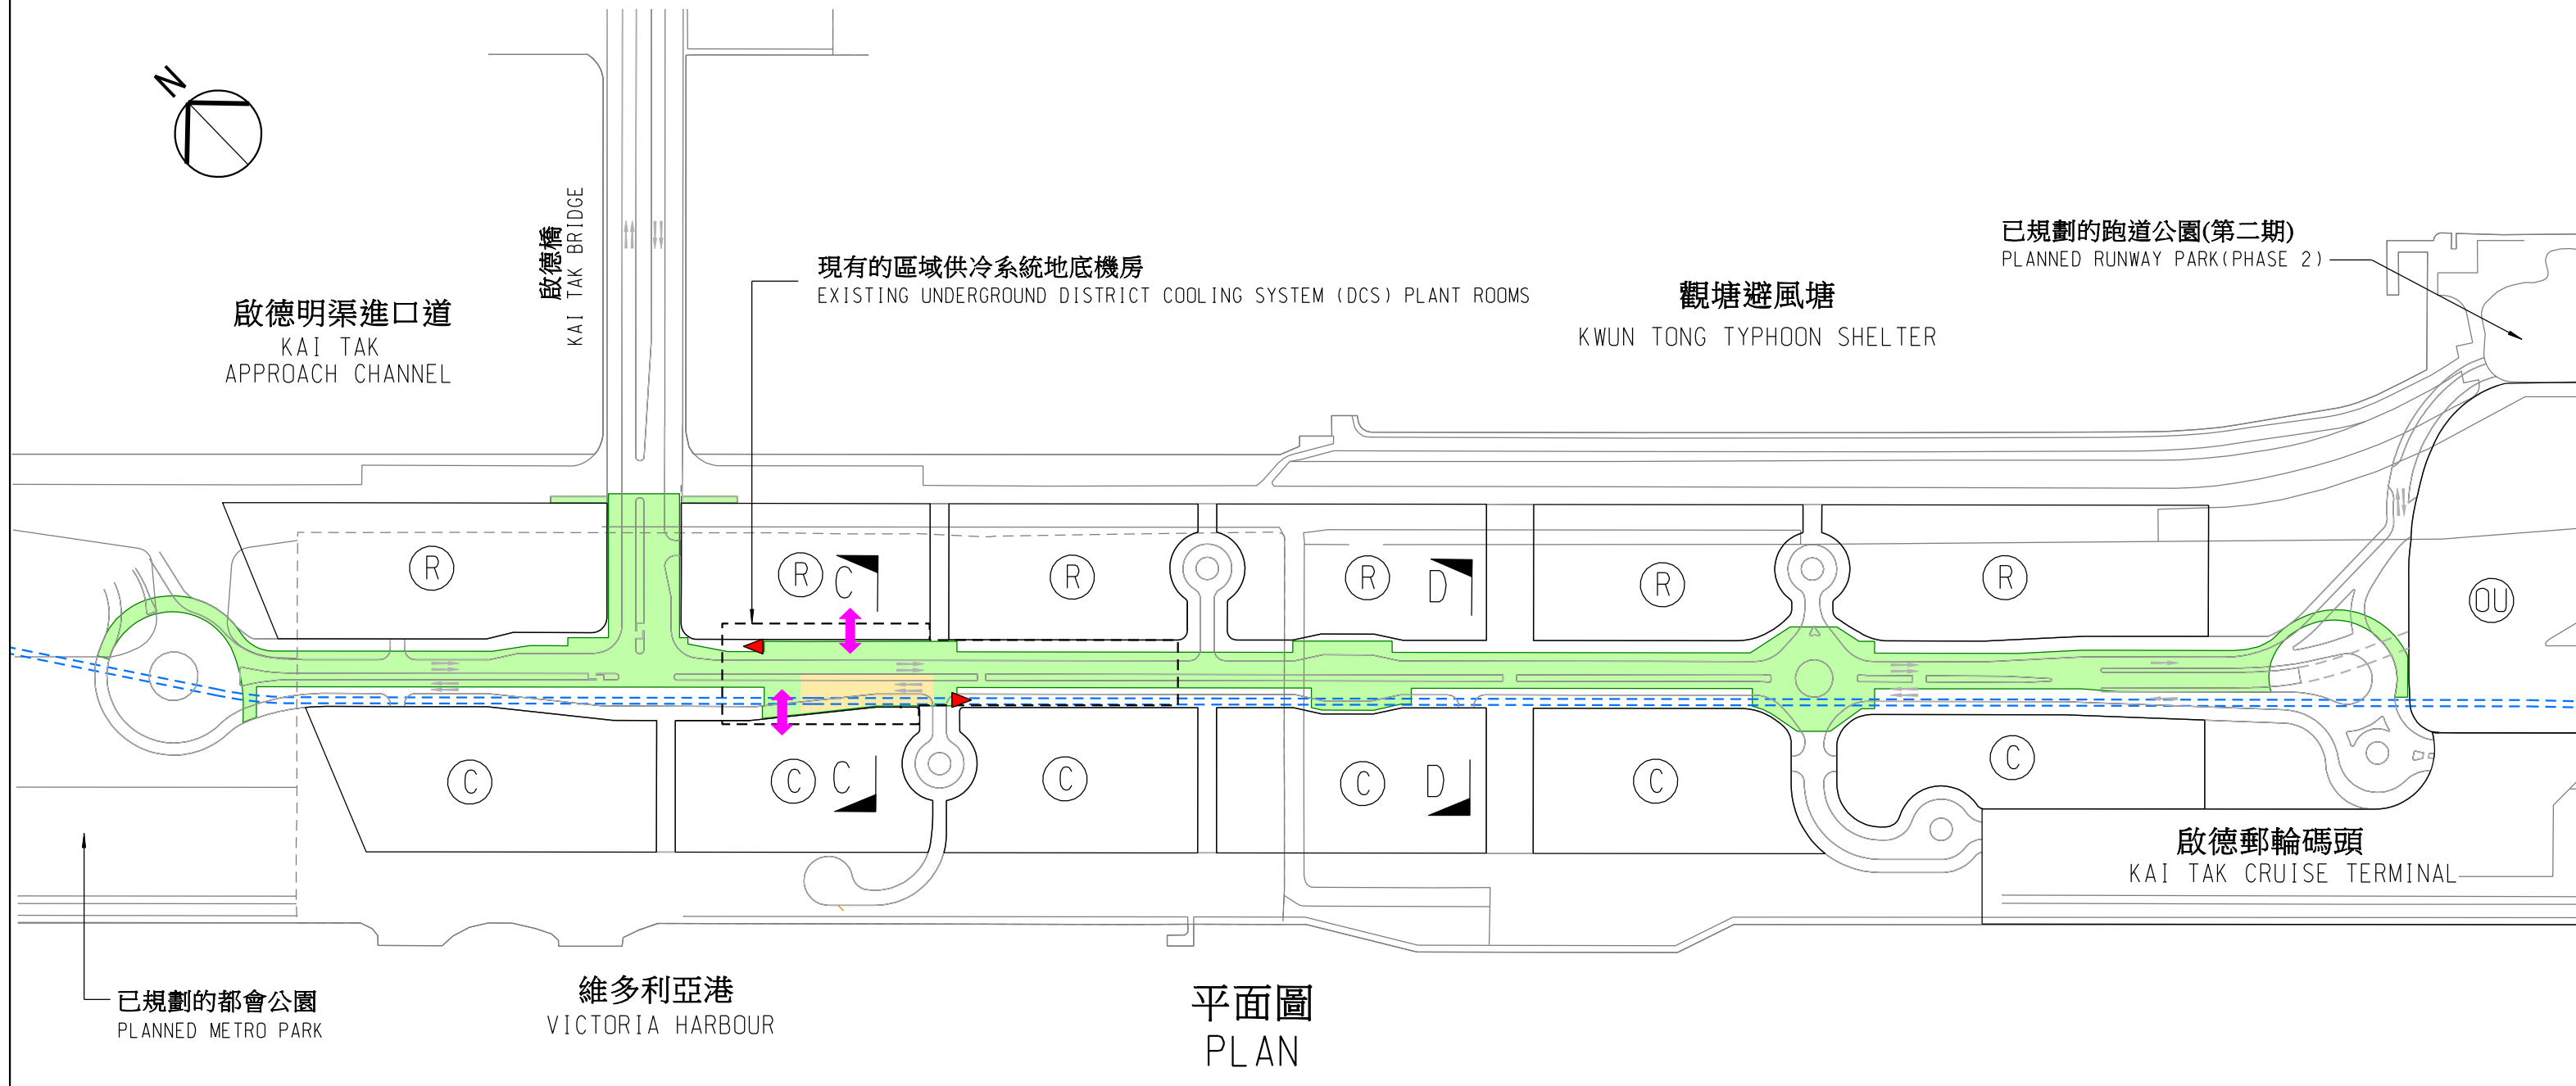 N
啟德橋
KAI TAK BRIDGE
啟德明渠進口道
KAI TAK
APPROACH CHANNEL
現有的區域供冷系統地底機房
EXISTING UNDERGROUND DISTRICT COOLING SYSTEM (DCS) PLANT ROOMS
觀塘避風塘
KWUN TONG TYPHOON SHELTER
已規劃的跑道公園(第二期)
PLANNED RUNWAY PARK(PHASE 2)
R
R
C
R
R
D
R
R
OU
C
C
C
C
C
D
C
C
啟德郵輪碼頭
KAI TAK CRUISE TERMINAL
已規劃的都會公園
PLANNED METRO PARK
維多利亞港
VICTORIA HARBOUR
平面圖
PLAN